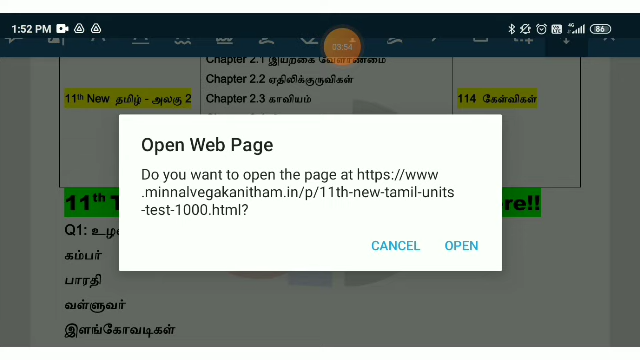 1:52 PM
86
03:54
Chapter 2.1 இயற்கை வேளாண்மை
Chapter 2.2 ஏதிலிக்குருவிகள்
11th New தமிழ் - அலகு 2
Chapter 2.3 காவியம்
114 கேள்விகள்
Open Web Page
Do you want to open the page at https://www
.minnalvegakanitham.in/p/11th-new-tamil-units
-test-1000.html?
CANCEL OPEN
11th T
re!!
Q1:
கம்பர்
பாரதி
வள்ளுவர்
இளங்கோவடிகள்